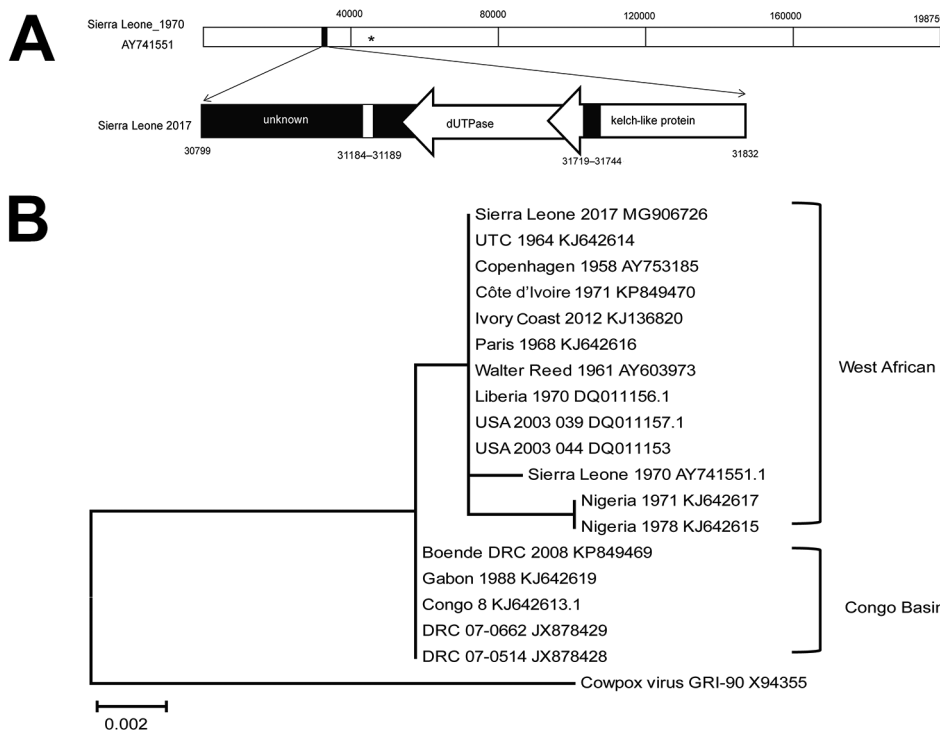 A
Sierra Leone_1970
AY741551
40000 80000 120000 160000 19875
*
Sierra Leone 2017
unknown
dUTPase
kelch-like protein
30799
31184–31189
31719–31744
31832
B
Sierra Leone 2017 MG906726
UTC 1964 KJ642614
Copenhagen 1958 AY753185
Côte d’Ivoire 1971 KP849470
Ivory Coast 2012 KJ136820
Paris 1968 KJ642616
Walter Reed 1961 AY603973
Liberia 1970 DQ011156.1
USA 2003 039 DQ011157.1
USA 2003 044 DQ011153
Sierra Leone 1970 AY741551.1
Nigeria 1971 KJ642617
Nigeria 1978 KJ642615
West African
Boende DRC 2008 KP849469
Gabon 1988 KJ642619
Congo 8 KJ642613.1
DRC 07-0662 JX878429
DRC 07-0514 JX878428
Congo Basin
Cowpox virus GRI-90 X94355
0.002